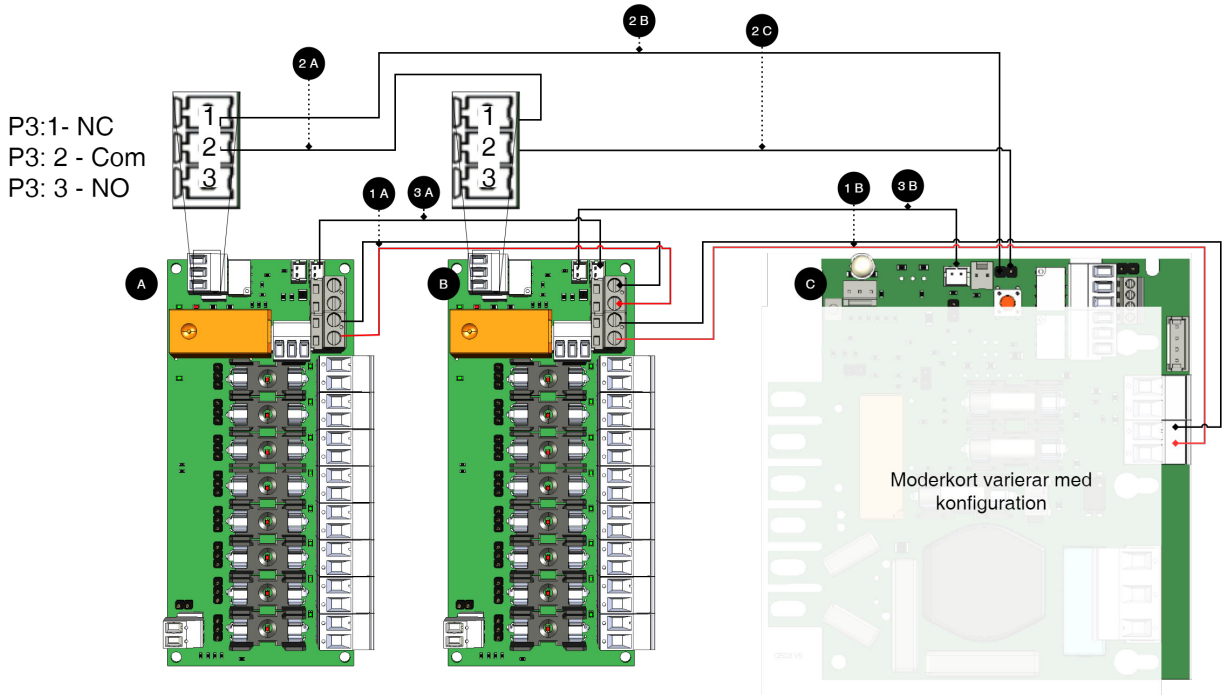 2 B
2 C
2 A
1
2
3
1
2
3
P3:1- NC
P3: 2 - Com
P3: 3 - NO
1 A
3 A
1 B
3 B
A
B
C
Moderkort varierar med
konfiguration